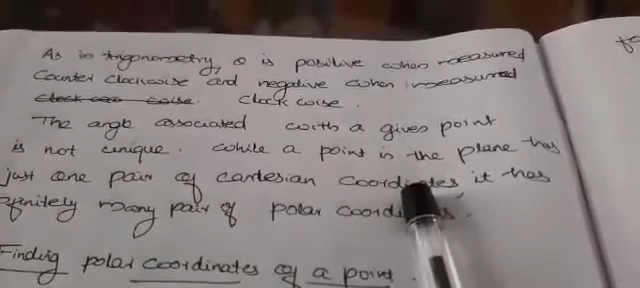 As in trigonometry, θ is positive when measured
Counter clockwise and negative when measured
clock wise.
The angle associated with a given point
is not unique. While a point in the plane has
just one pair of cartesian coordinates, it has
finitely many pair of polar coordinates.
Finding polar coordinates of a point.